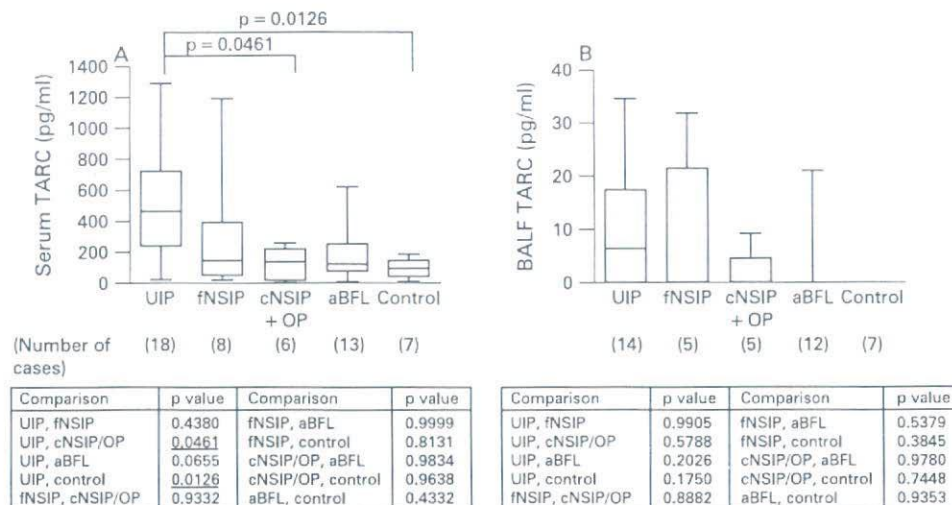 p = 0.0126
p = 0.0461
A
Serum TARC (pg/ml)
1400
1200
1000
800
600
400
200
0
UIP fNSIP cNSIP aBFL Control
+ OP
(Number of (18) (8) (6) (13) (7)
cases)
Comparison p value Comparison p value
UIP, fNSIP 0.4380 fNSIP, aBFL 0.9999
UIP, cNSIP/OP 0.0461 fNSIP, control 0.8131
UIP, aBFL 0.0655 cNSIP/OP, aBFL 0.9834
UIP, control 0.0126 cNSIP/OP, control 0.9638
fNSIP, cNSIP/OP 0.9332 aBFL, control 0.4332
B
BALF TARC (pg/ml)
40
30
20
10
0
UIP fNSIP cNSIP aBFL Control
+ OP
(14) (5) (5) (12) (7)
Comparison p value Comparison p value
UIP, fNSIP 0.9905 fNSIP, aBFL 0.5379
UIP, cNSIP/OP 0.5788 fNSIP, control 0.3845
UIP, aBFL 0.2026 cNSIP/OP, aBFL 0.9780
UIP, control 0.1750 cNSIP/OP, control 0.7448
fNSIP, cNSIP/OP 0.8882 aBFL, control 0.9353